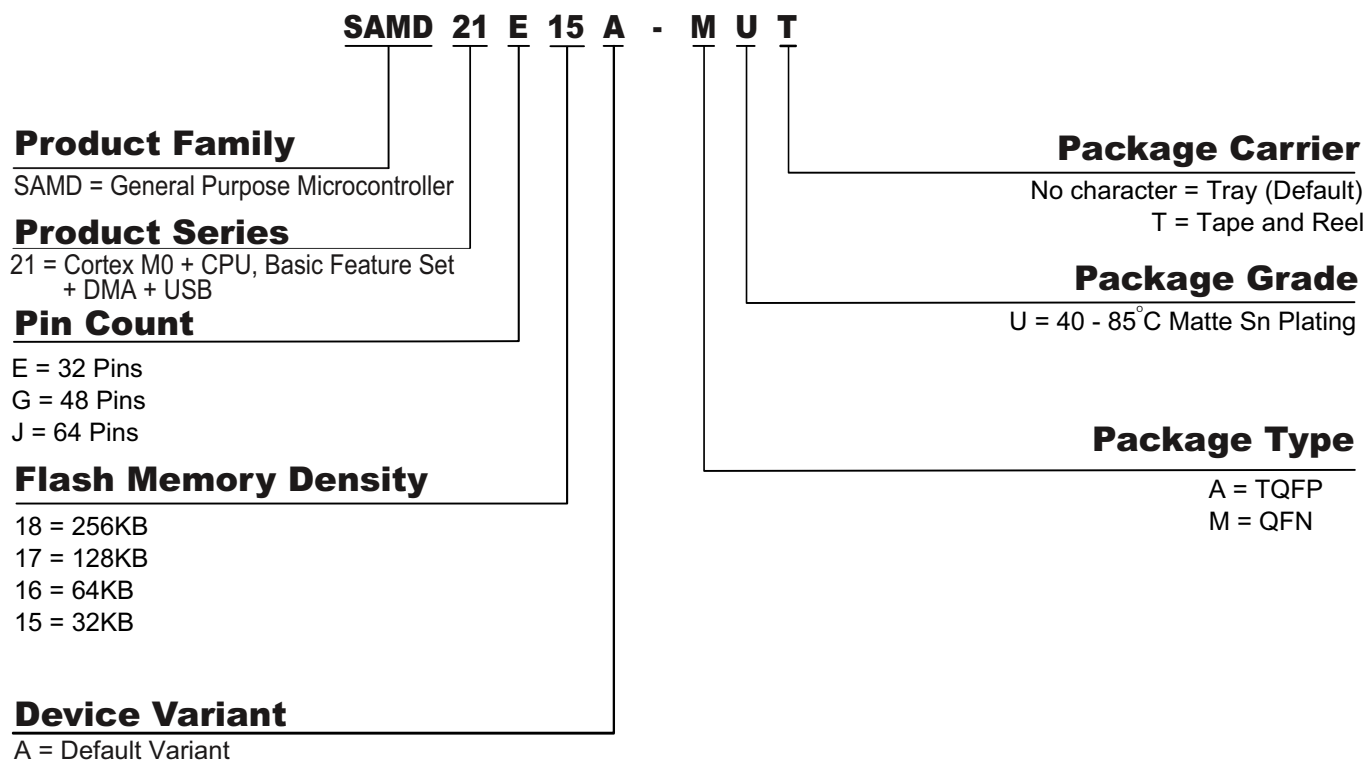 SAMD 21 E 15 A - M U T
Product Family
SAMD = General Purpose Microcontroller
Product Series
21 = Cortex M0 + CPU, Basic Feature Set
+ DMA + USB
Pin Count
E = 32 Pins
G = 48 Pins
J = 64 Pins
Flash Memory Density
18 = 256KB
17 = 128KB
16 = 64KB
15 = 32KB
Device Variant
A = Default Variant
Package Carrier
No character = Tray (Default)
T = Tape and Reel
Package Grade
U = 40 - 85°C Matte Sn Plating
Package Type
A = TQFP
M = QFN